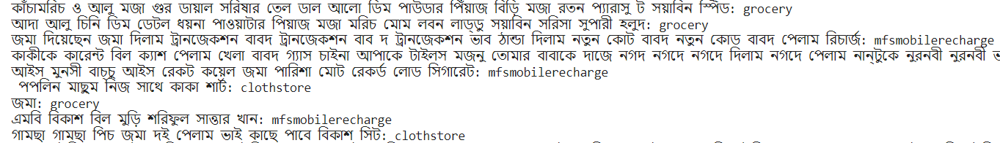 কাঁচামরিচ ও আলু মজা গুর ডায়াল সরিষার তেল ডাল আলো ডিম পাউডার পিঁয়াজ বিড়ি মজা রতন প্যারাসু ট সয়াবিন স্পিড: grocery
আদা আলু চিনি ডিম ডেটল ধয়না পাওয়াটার পিয়াজ মজা মরিচ মোম লবন লাড্ডু সয়াবিন সরিসা সুপারী হলুদ: grocery
জমা দিয়েছেন জমা দিলাম ট্রানজেকশন বাবদ ট্রানজেকশন বাব দ ট্রানজেকশন ভাব ঠান্ডা দিলাম নতুন কোট বাবদ নতুন কোড বাবদ পেলাম রিচার্জ: mfsmobilerecharge
কাকীকে কারেন্ট বিল ক্যাশ পেলাম খেলা বাবদ গ্যাস চাইনা আপাকে টাইলস মজনু তোমার বাবাকে দাজে নগদ নগদে নগদে দিলাম নগদে পেলাম নান্টুকে নুরনবী নুরনবী
আইস মুনসী বাচ্চু আইস রেকট কয়েল জমা পারিশা মোট রেকর্ড লোড সিগারেট: mfsmobilerecharge
পপলিন মাছুম নিজ সাথে কাকা শার্ট: clothstore
জমা: grocery
এমবি বিকাশ বিল মুড়ি শরিফুল সাত্তার খান: mfsmobilerecharge
গামছা গামছা পিচ জমা দই পেলাম ভাই কাছে পাবে বিকাশ সিট: clothstore